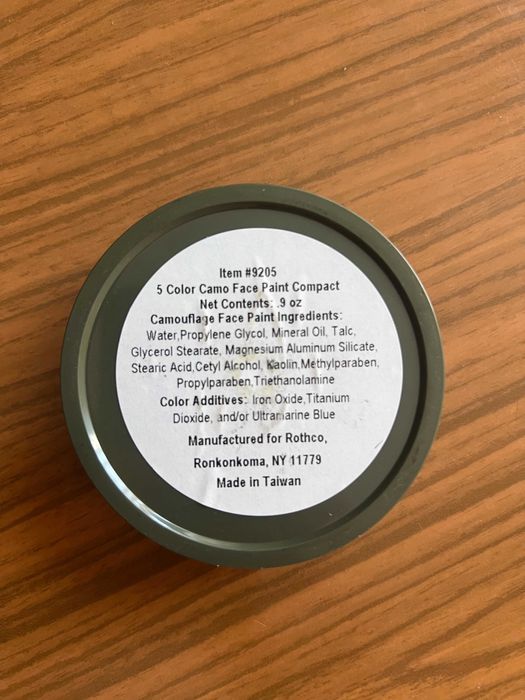 Item #9205
5 Color Camo Face Paint Compact
Net Contents: .9 oz
Camouflage Face Paint Ingredients:
Water,Propylene Glycol, Mineral Oil, Talc,
Glycerol Stearate, Magnesium Aluminum Silicate,
Stearic Acid,Cetyl Alcohol, Kaolin,Methylparaben,
Propylparaben,Triethanolamine
Color Additives: Iron Oxide,Titanium
Dioxide, and/or Ultramarine Blue
Manufactured for Rothco,
Ronkonkoma, NY 11779
Made in Taiwan